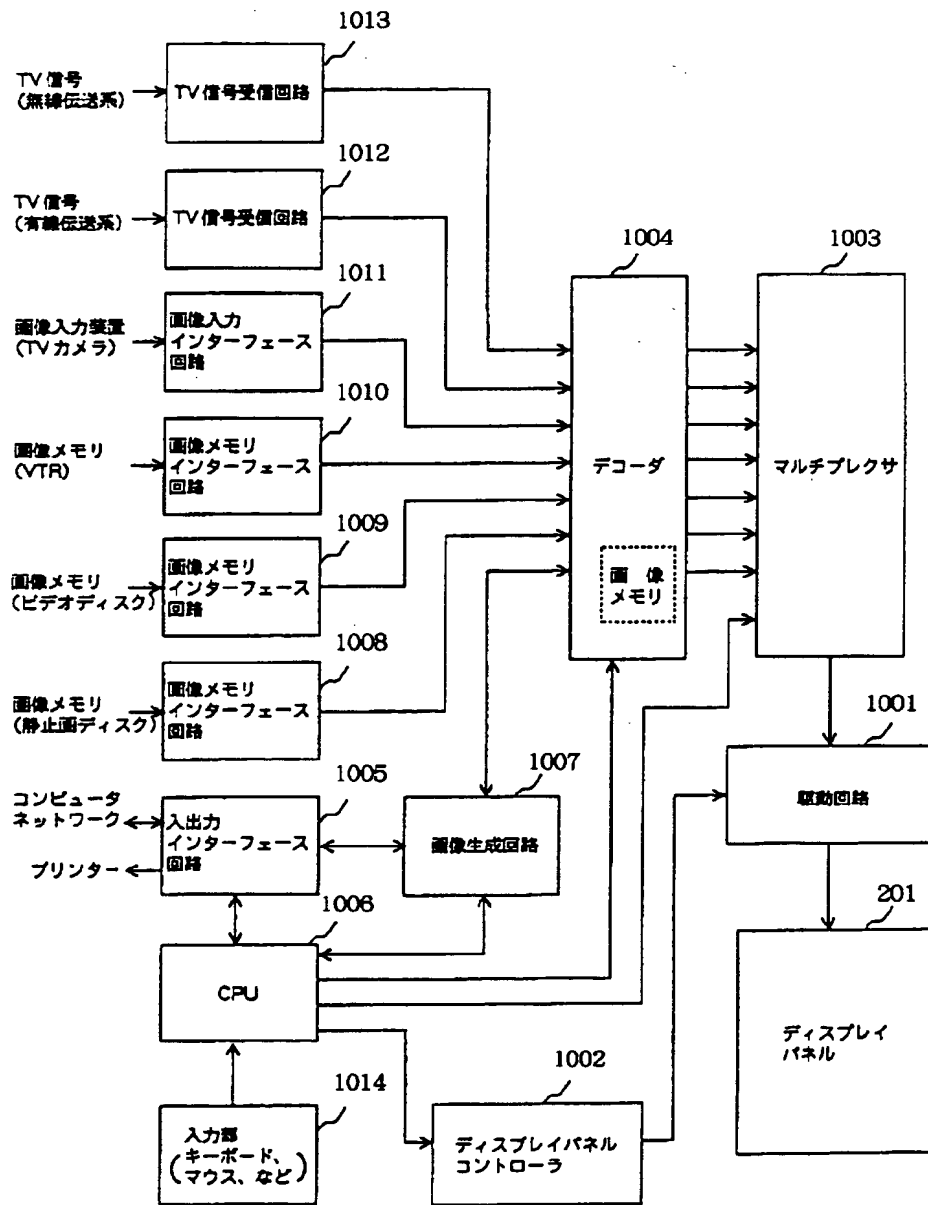 1013
TV信号
(無線伝送系)
TV信号受信回路
1012
TV信号
(有線伝送系)
TV信号受信回路
1011
画像入力装置
(TVカメラ)
画像入力
インターフェース
回路
1010
画像メモリ
(VTR)
画像メモリ
インターフェース
回路
1009
画像メモリ
(ビデオディスク)
画像メモリ
インターフェース
回路
1008
画像メモリ
(静止画ディスク)
画像メモリ
インターフェース
回路
1004
デコーダ
画 像
メモリ
1003
マルチプレクサ
1005
コンピュータ
ネットワーク
プリンター
入出力
インターフェース
回路
1007
画像生成回路
1001
駆動回路
1006
CPU
201
ディスプレイ
パネル
1014
入力部
(キーボード、
マウス、など)
1002
ディスプレイパネル
コントローラ